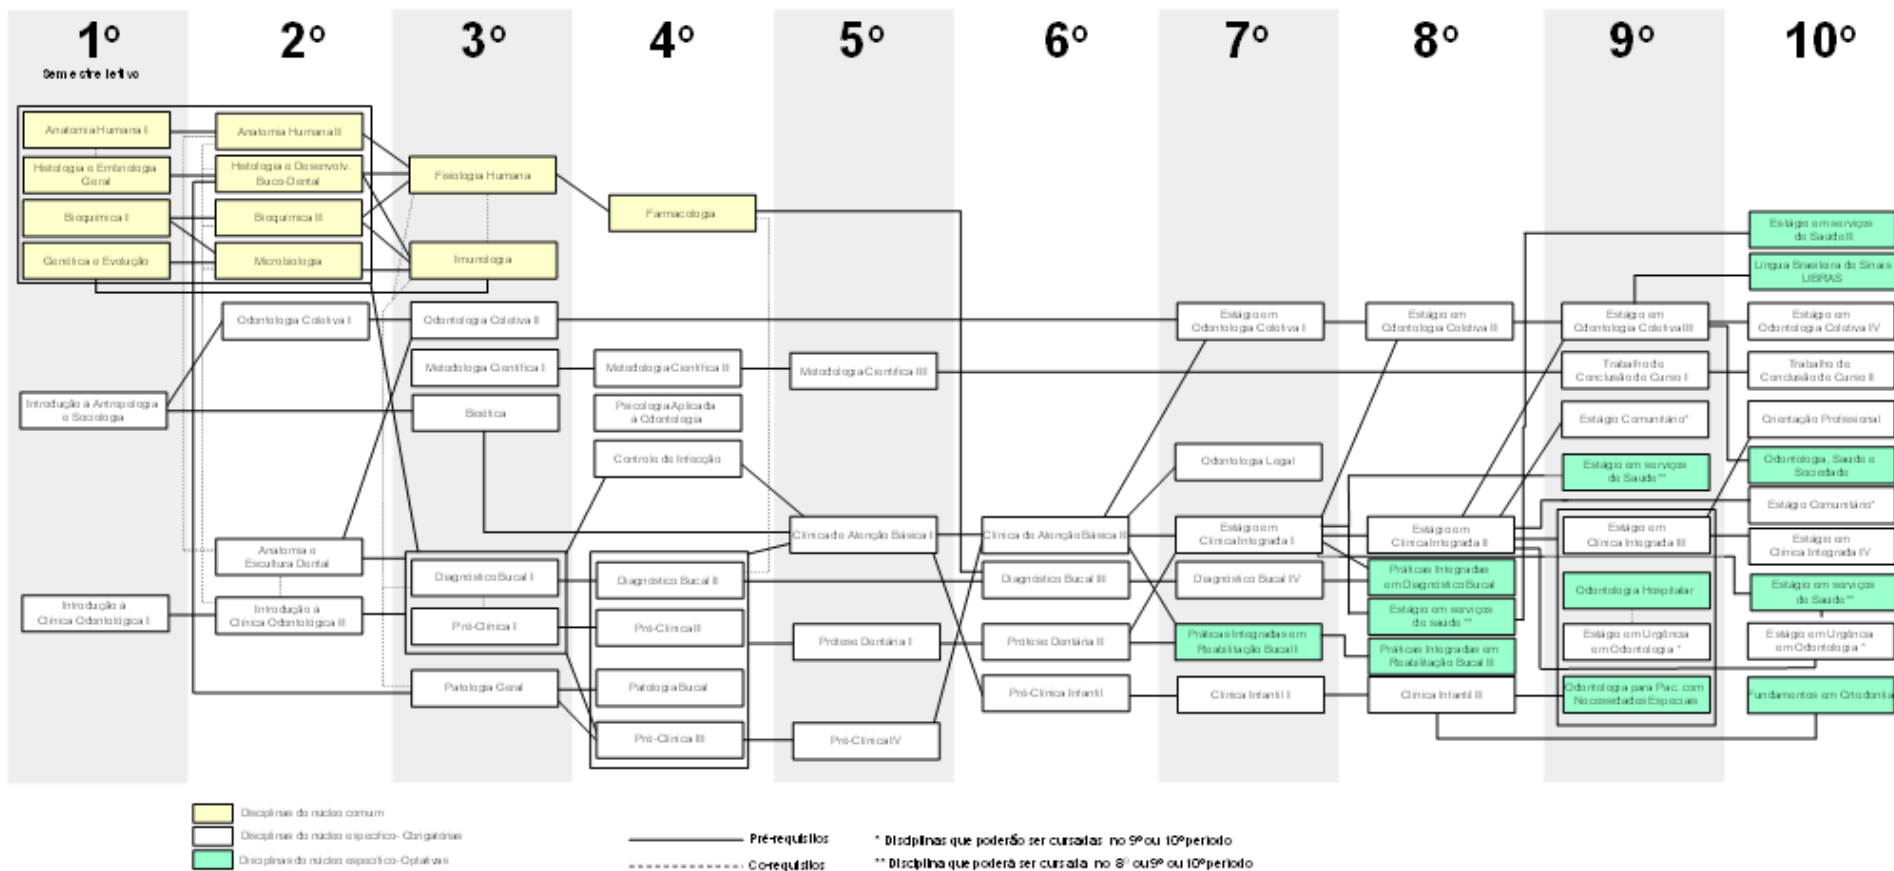 1º
2º
3º
4º
5º
6º
7º
8º
9º
10º
Semestre letivo
Anatomia Humana I
Histologia e Embriologia
Geral
Bioquímica I
Genética e Evolução
Introdução à Antropologia
e Sociologia
Introdução à
Clínica Odontológica I
Anatomia Humana II
Histologia e Desenvolv.
Buco-Dental
Bioquímica II
Microbiologia
Odontologia Coletiva I
Anatomia e
Escultura Dental
Introdução à
Clínica Odontológica II
Fisiologia Humana
Imunologia
Odontologia Coletiva II
Metodologia Científica I
Bioética
Diagnóstico Bucal I
Pró-Clínica I
Patologia Geral
Farmacologia
Metodologia Científica II
Psicologia Aplicada
à Odontologia
Controle de Infecção
Diagnóstico Bucal II
Pró-Clínica II
Patologia Bucal
Pró-Clínica III
Metodologia Científica III
Clínica de Atenção Básica I
Prótese Dentária I
Pró-Clínica IV
Clínica de Atenção Básica II
Diagnóstico Bucal III
Prótese Dentária II
Pró-Clínica Infantil
Estágio em
Odontologia Coletiva I
Odontologia Legal
Estágio em
Clínica Integrada I
Diagnóstico Bucal IV
Práticas Integradas em
Reabilitação Bucal I
Clínica Infantil I
Estágio em
Odontologia Coletiva II
Estágio em
Clínica Integrada II
Práticas Integradas
em Diagnóstico Bucal
Estágio em serviços
de saúde **
Práticas Integradas em
Reabilitação Bucal II
Clínica Infantil II
Estágio em
Odontologia Coletiva III
Trabalho de
Conclusão de Curso I
Estágio Comunitário*
Estágio em serviços
de Saúde**
Estágio em
Clínica Integrada III
Odontologia Hospitalar
Estágio em Urgência
em Odontologia *
Odontologia para Pac. com
Necessidades Especiais
Estágio em serviços
de Saúde II
Língua Brasileira de Sinais
LIBRAS
Estágio em
Odontologia Coletiva IV
Trabalho de
Conclusão de Curso II
Orientação Profissional
Odontologia, Saúde e
Sociedade
Estágio Comunitário*
Estágio em
Clínica Integrada IV
Estágio em serviços
de Saúde**
Estágio em Urgência
em Odontologia *
Fundamentos em Ortodontia
Disciplinas do núcleo comum
Disciplinas do núcleo específico- Obrigatórias
Disciplinas do núcleo específico-Optativas
Pré-requisitos
Co-requisitos
* Disciplinas que poderão ser cursadas no 9º ou 10º período
** Disciplina que poderá ser cursada no 8º ou 9º ou 10º período